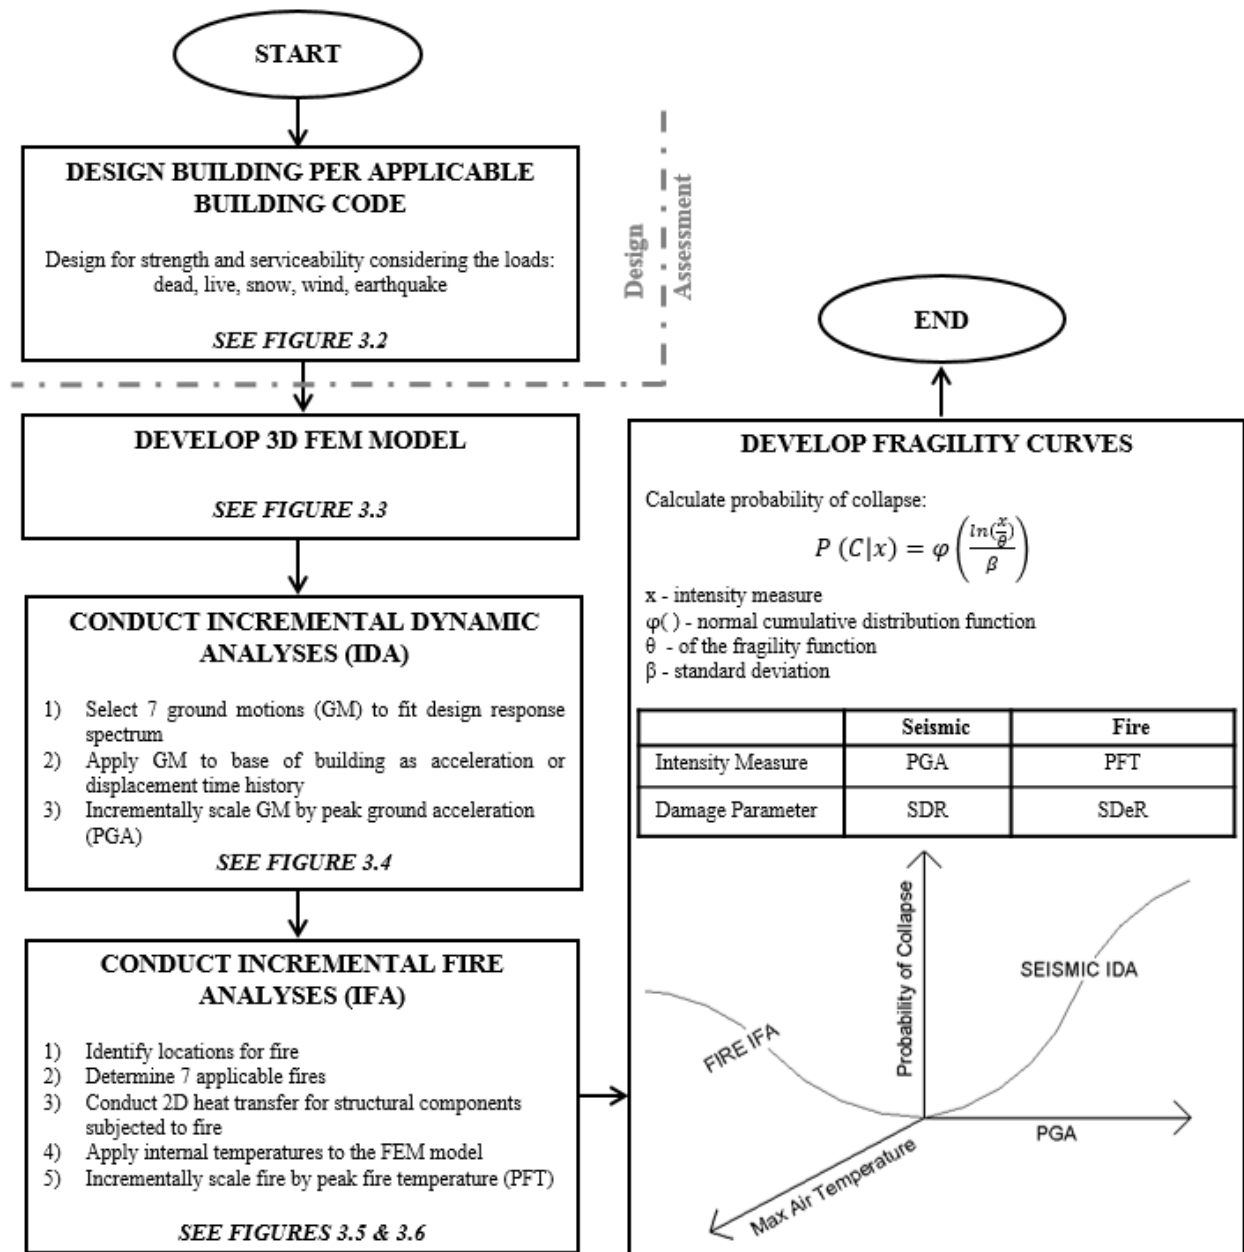 START
DESIGN BUILDING PER APPLICABLE
BUILDING CODE
Design for strength and serviceability considering the loads:
dead, live, snow, wind, earthquake
SEE FIGURE 3.2
Design
Assessment
DEVELOP 3D FEM MODEL
SEE FIGURE 3.3
CONDUCT INCREMENTAL DYNAMIC
ANALYSES (IDA)
1) Select 7 ground motions (GM) to fit design response
spectrum
2) Apply GM to base of building as acceleration or
displacement time history
3) Incrementally scale GM by peak ground acceleration
(PGA)
SEE FIGURE 3.4
CONDUCT INCREMENTAL FIRE
ANALYSES (IFA)
1) Identify locations for fire
2) Determine 7 applicable fires
3) Conduct 2D heat transfer for structural components
subjected to fire
4) Apply internal temperatures to the FEM model
5) Incrementally scale fire by peak fire temperature (PFT)
SEE FIGURES 3.5 & 3.6
END
DEVELOP FRAGILITY CURVES
Calculate probability of collapse:
P (C|x) = φ(ln(x/θ)/β)
x - intensity measure
φ( ) - normal cumulative distribution function
θ - of the fragility function
β - standard deviation
Seismic Fire
Intensity Measure PGA PFT
Damage Parameter SDR SDeR
Probability of Collapse
SEISMIC IDA
FIRE IFA
PGA
Max Air Temperature